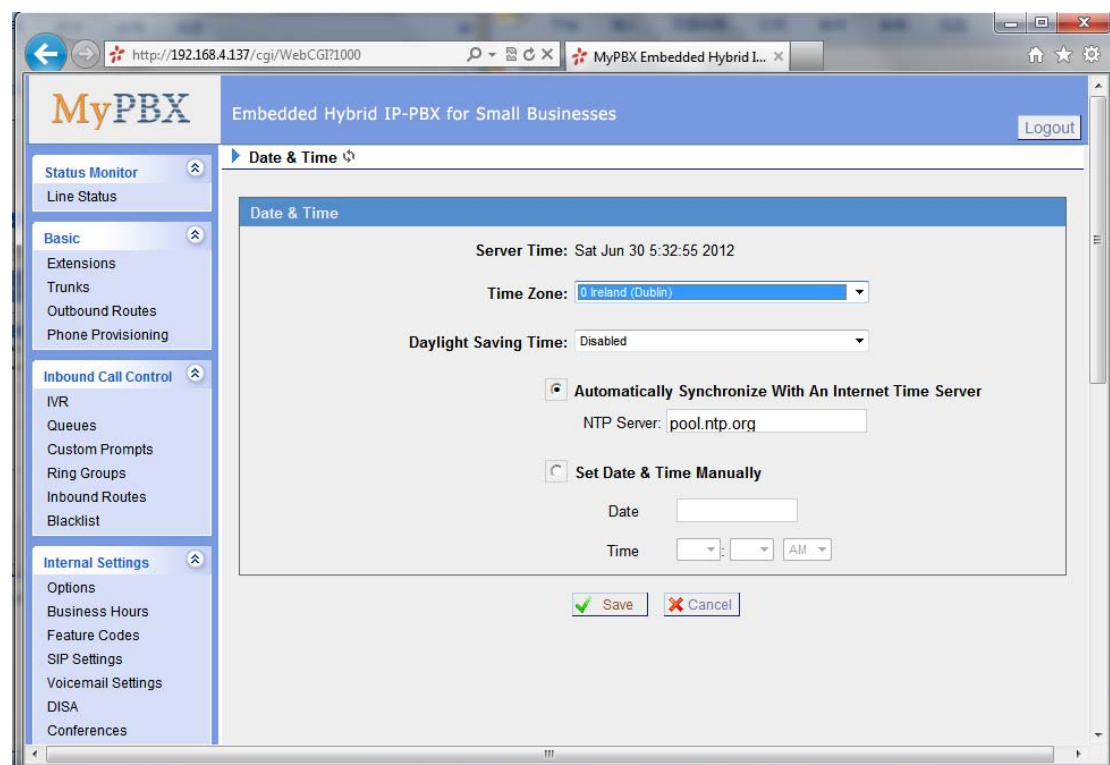 http://192.168.4.137/cgi/WebCGI?1000
MyPBX Embedded Hybrid I...
MyPBX
Embedded Hybrid IP-PBX for Small Businesses
Logout
Status Monitor
Line Status
Basic
Extensions
Trunks
Outbound Routes
Phone Provisioning
Inbound Call Control
IVR
Queues
Custom Prompts
Ring Groups
Inbound Routes
Blacklist
Internal Settings
Options
Business Hours
Feature Codes
SIP Settings
Voicemail Settings
DISA
Conferences
Date & Time
Date & Time
Server Time: Sat Jun 30 5:32:55 2012
Time Zone: 0 Ireland (Dublin)
Daylight Saving Time: Disabled
Automatically Synchronize With An Internet Time Server
NTP Server: pool.ntp.org
Set Date & Time Manually
Date
Time : AM
Save Cancel